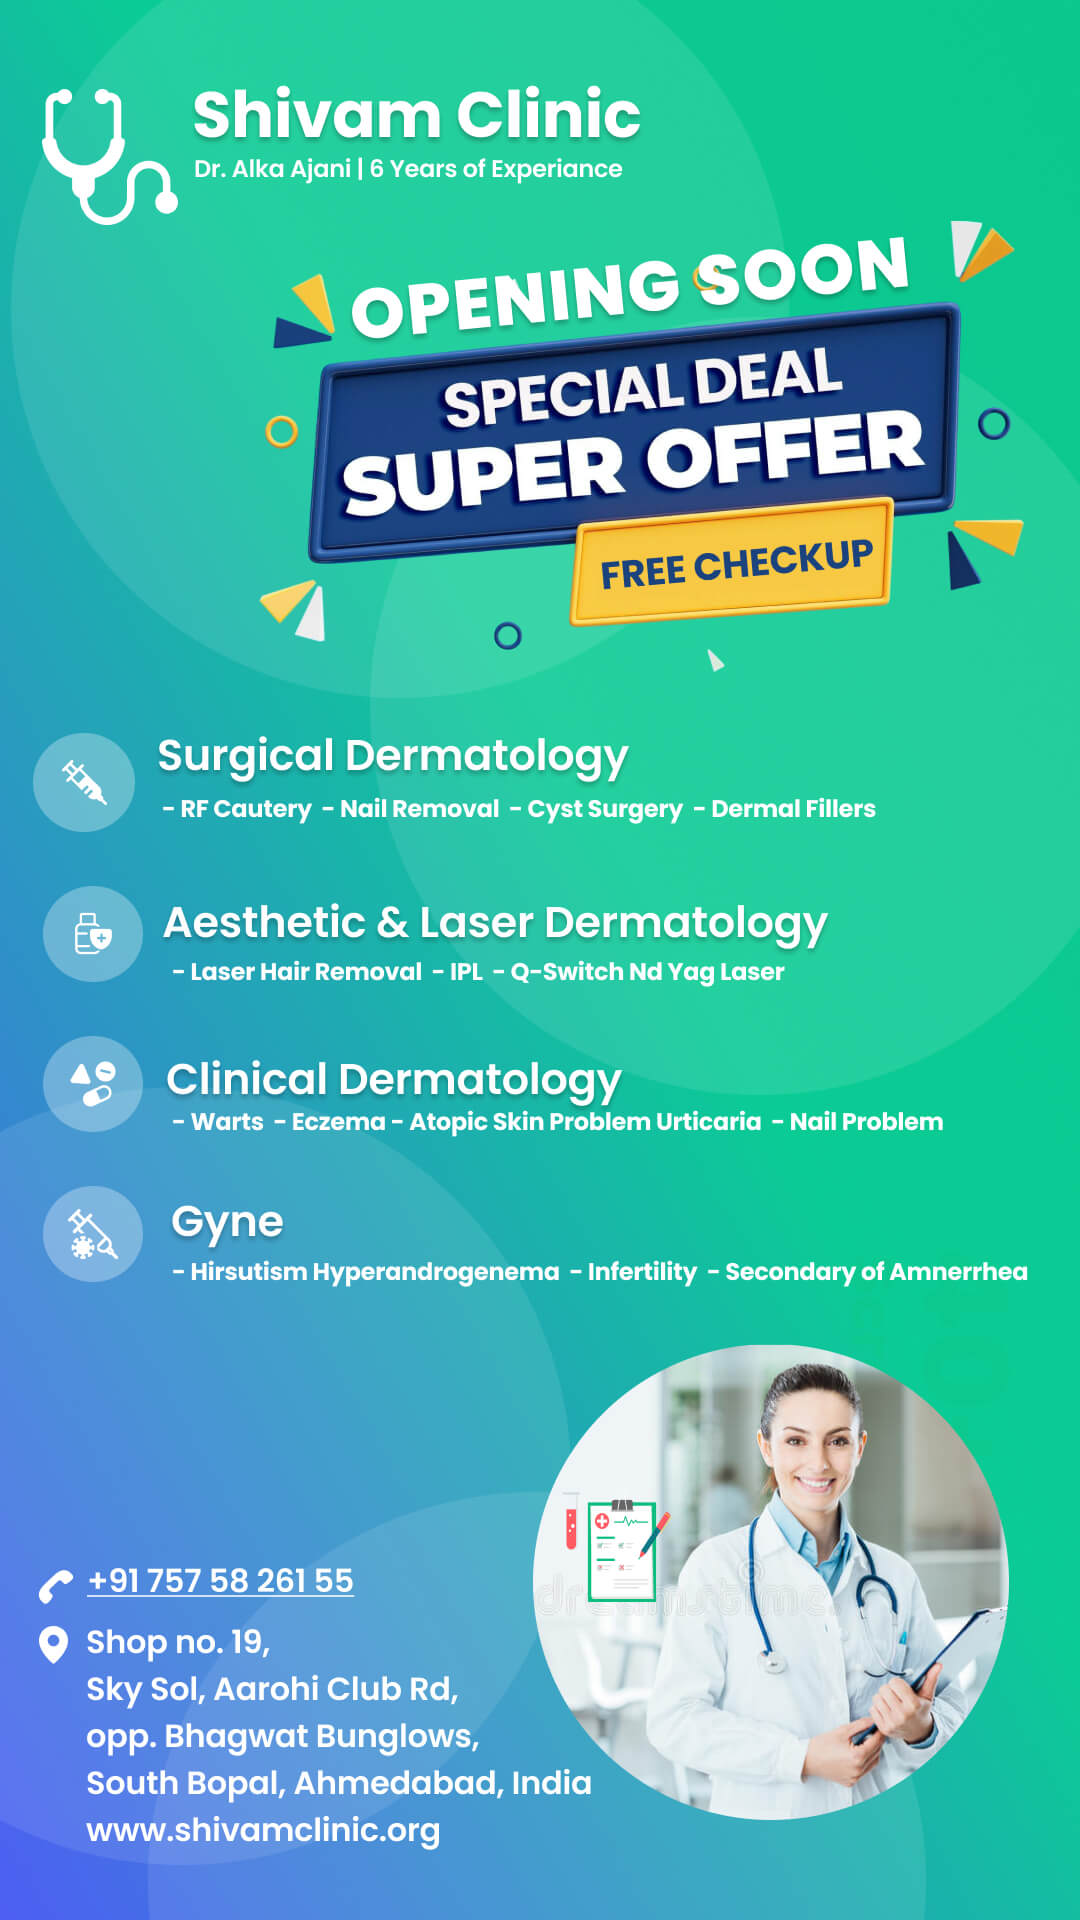 Shivam Clinic
Dr. Alka Ajani | 6 Years of Experiance
OPENING SOON
SPECIAL DEAL
SUPER OFFER
FREE CHECKUP
Surgical Dermatology
- RF Cautery - Nail Removal - Cyst Surgery - Dermal Fillers
Aesthetic & Laser Dermatology
- Laser Hair Removal - IPL - Q-Switch Nd Yag Laser
Clinical Dermatology
- Warts - Eczema - Atopic Skin Problem Urticaria - Nail Problem
Gyne
- Hirsutism Hyperandrogenema - Infertility - Secondary of Amnerrhea
dreamstime
+91 757 58 261 55
Shop no. 19,
Sky Sol, Aarohi Club Rd,
opp. Bhagwat Bunglows,
South Bopal, Ahmedabad, India
www.shivamclinic.org